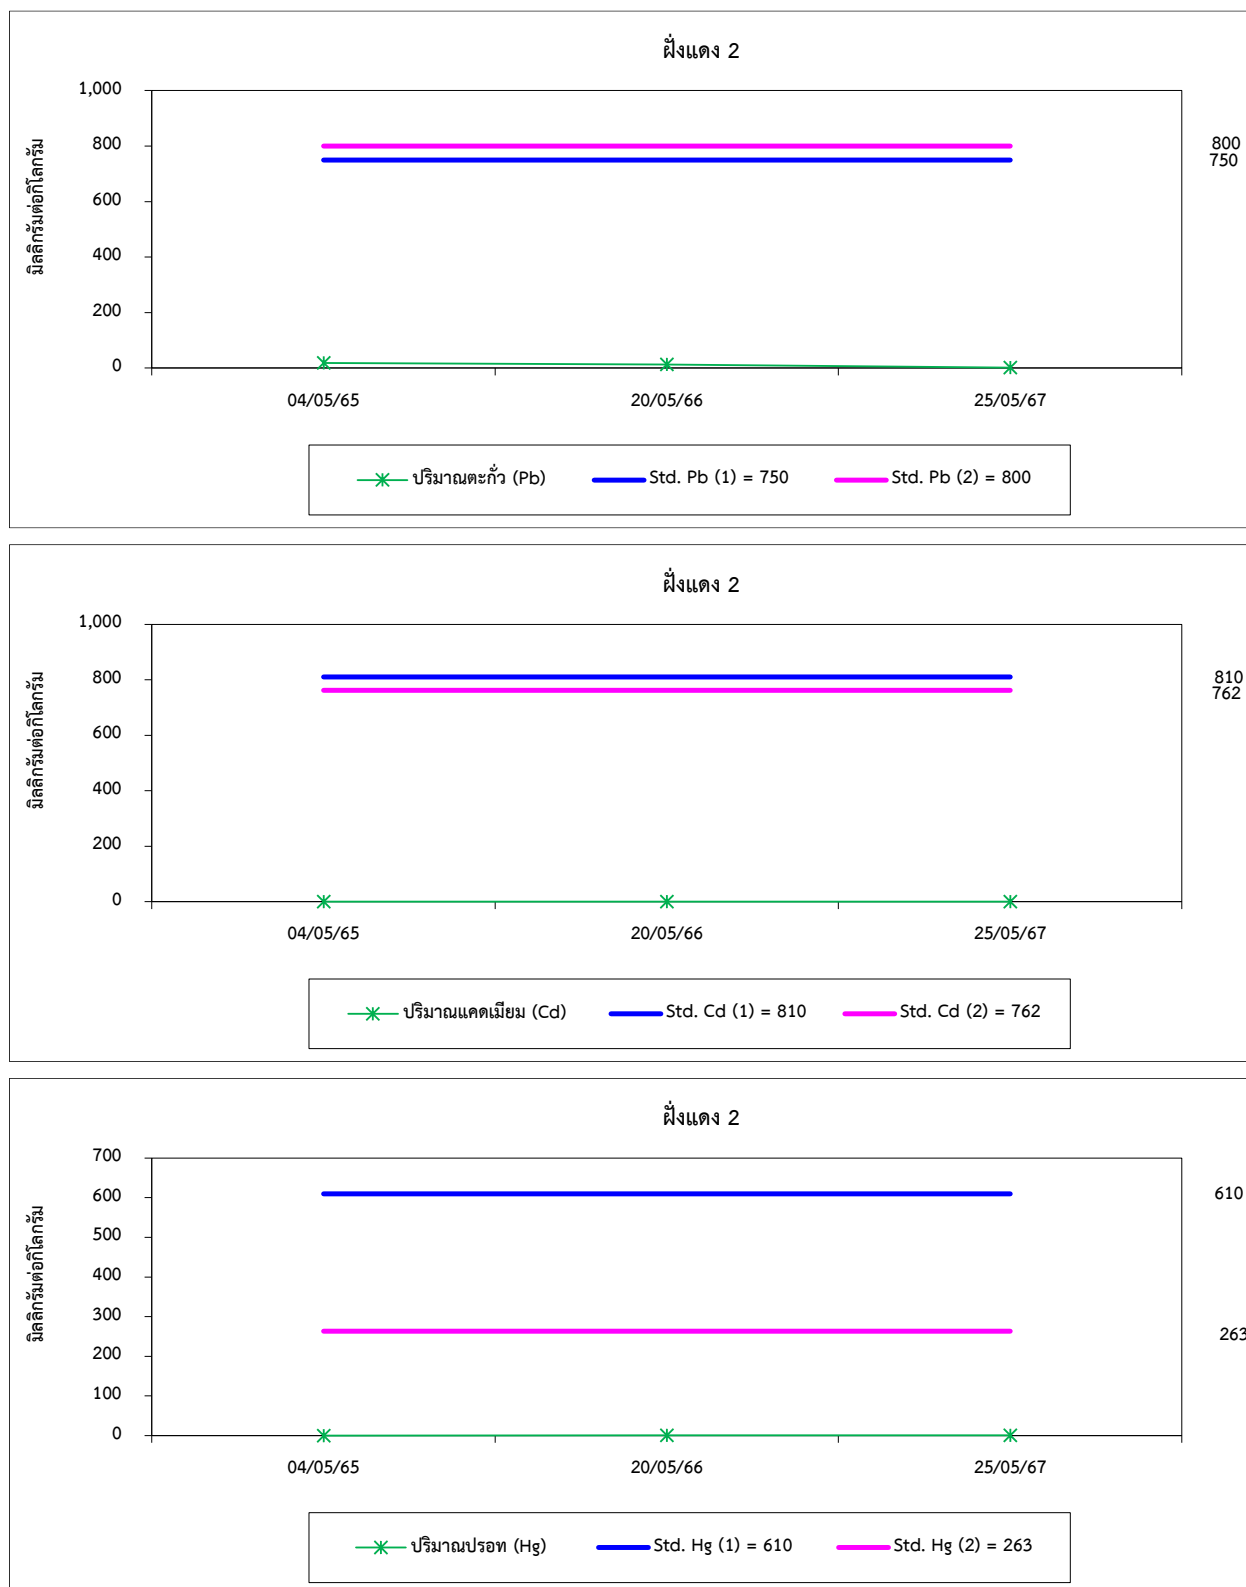 ฝั่งแดง 2
มิลลิกรัมต่อกิโลกรัม
1,000
800
600
400
200
0
800
750
04/05/65 20/05/66 25/05/67
ปริมาณตะกั่ว (Pb) Std. Pb (1) = 750 Std. Pb (2) = 800
ฝั่งแดง 2
มิลลิกรัมต่อกิโลกรัม
1,000
800
600
400
200
0
810
762
04/05/65 20/05/66 25/05/67
ปริมาณแคดเมียม (Cd) Std. Cd (1) = 810 Std. Cd (2) = 762
ฝั่งแดง 2
มิลลิกรัมต่อกิโลกรัม
700
600
500
400
300
200
100
0
610
263
04/05/65 20/05/66 25/05/67
ปริมาณปรอท (Hg) Std. Hg (1) = 610 Std. Hg (2) = 263